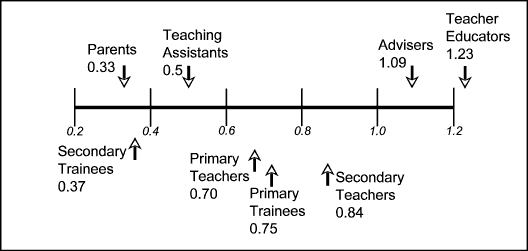 Parents
0.33
Teaching
Assistants
0.5
Advisers
1.09
Teacher
Educators
1.23
0.2
0.4
0.6
0.8
1.0
1.2
Secondary
Trainees
0.37
Primary
Teachers
0.70
Primary
Trainees
0.75
Secondary
Teachers
0.84